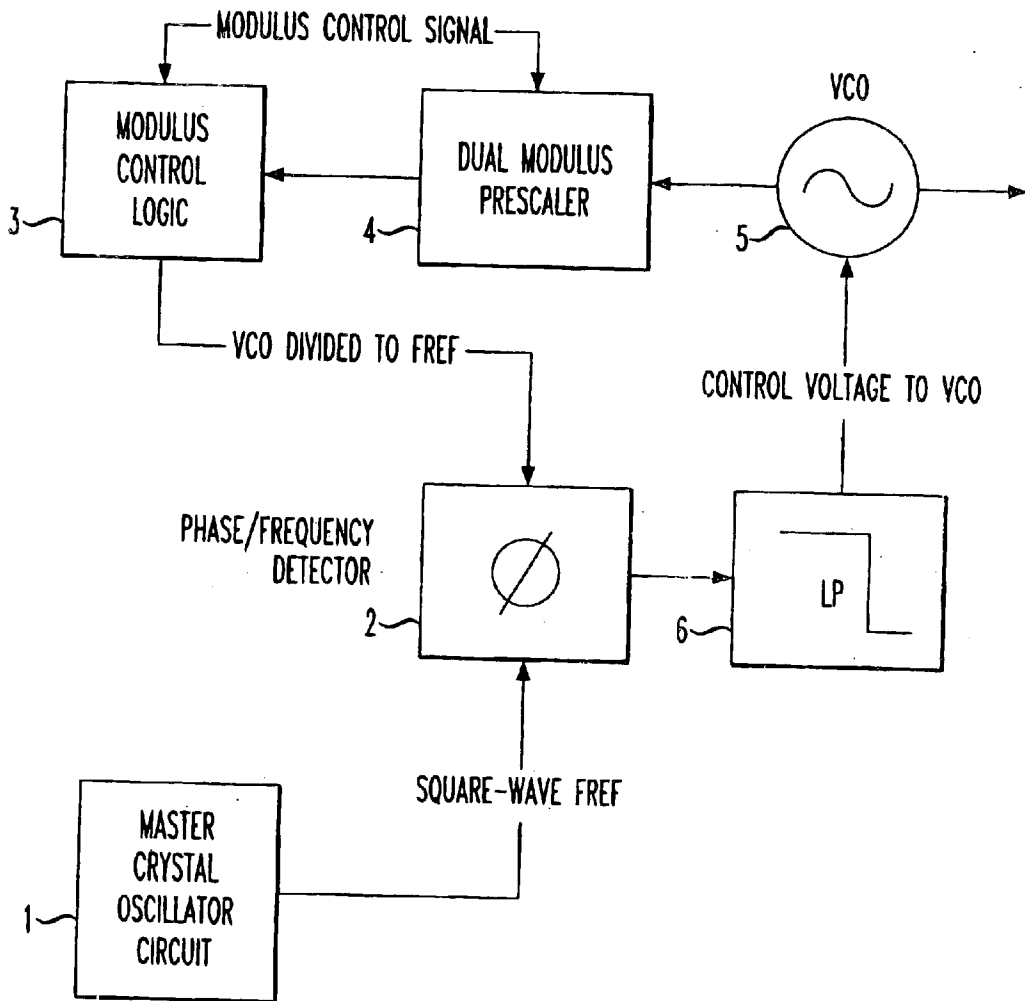 MODULUS CONTROL SIGNAL
MODULUS
CONTROL
LOGIC
3
DUAL MODULUS
PRESCALER
4
VCO
5
VCO DIVIDED TO FREF
CONTROL VOLTAGE TO VCO
PHASE/FREQUENCY
DETECTOR
2
LP
6
SQUARE-WAVE FREF
MASTER
CRYSTAL
OSCILLATOR
CIRCUIT
1